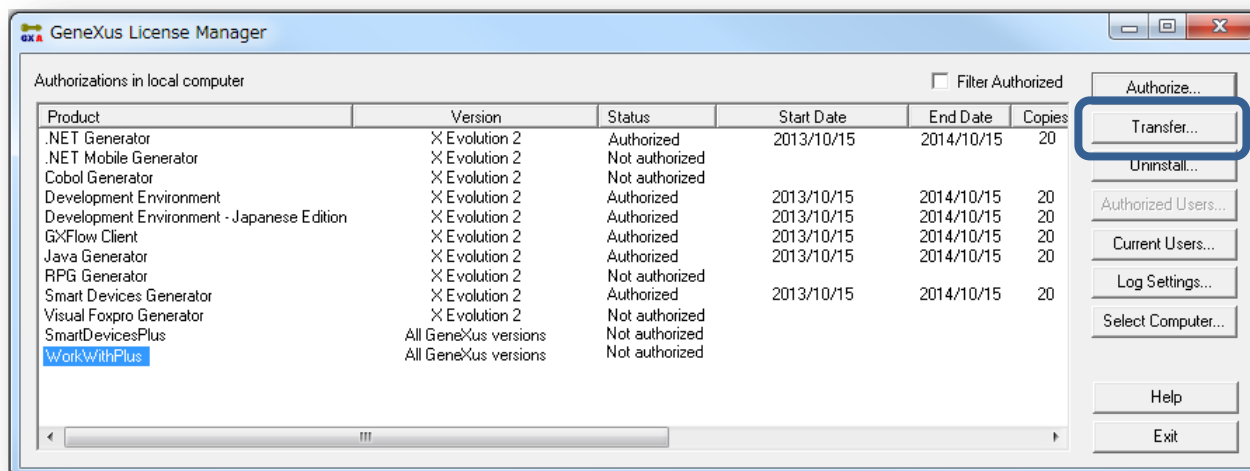 GXA GeneXus License Manager
Authorizations in local computer Filter Authorized Authorize...
Product Version Status Start Date End Date Copies Transfer...
.NET Generator X Evolution 2 Authorized 2013/10/15 2014/10/15 20
.NET Mobile Generator X Evolution 2 Not authorized
Cobol Generator X Evolution 2 Not authorized Uninstall...
Development Environment X Evolution 2 Authorized 2013/10/15 2014/10/15 20 Authorized Users...
Development Environment - Japanese Edition X Evolution 2 Authorized 2013/10/15 2014/10/15 20
GXFlow Client X Evolution 2 Authorized 2013/10/15 2014/10/15 20 Current Users...
Java Generator X Evolution 2 Authorized 2013/10/15 2014/10/15 20
RPG Generator X Evolution 2 Not authorized Log Settings...
Smart Devices Generator X Evolution 2 Authorized 2013/10/15 2014/10/15 20
Visual Foxpro Generator X Evolution 2 Not authorized Select Computer...
SmartDevicesPlus All GeneXus versions Not authorized
WorkWithPlus All GeneXus versions Not authorized
Help
Exit